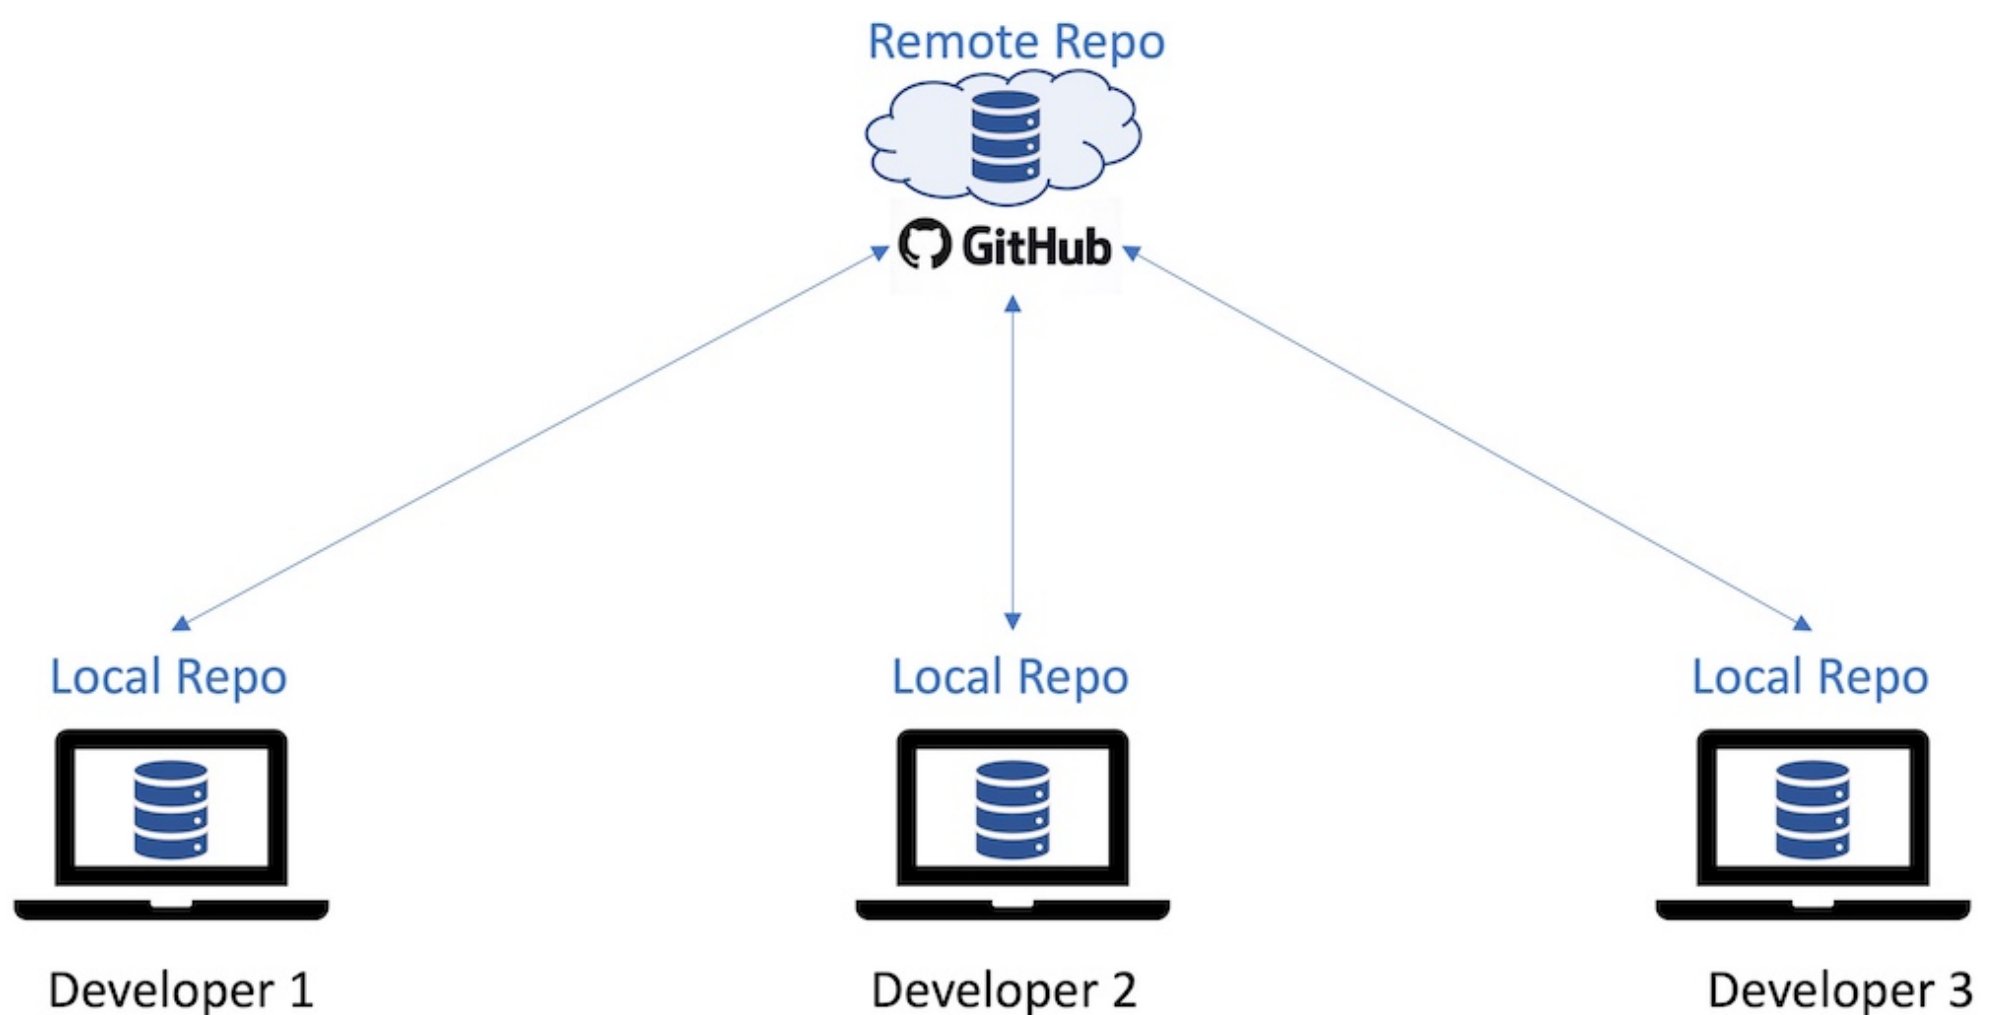 Remote Repo
GitHub
Local Repo
Local Repo
Local Repo
Developer 1
Developer 2
Developer 3